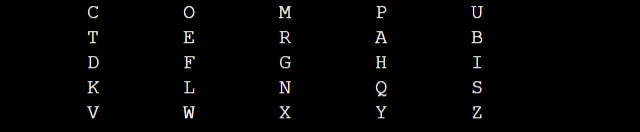 C O M P U
T E R A B
D F G H I
K L N Q S
V W X Y Z